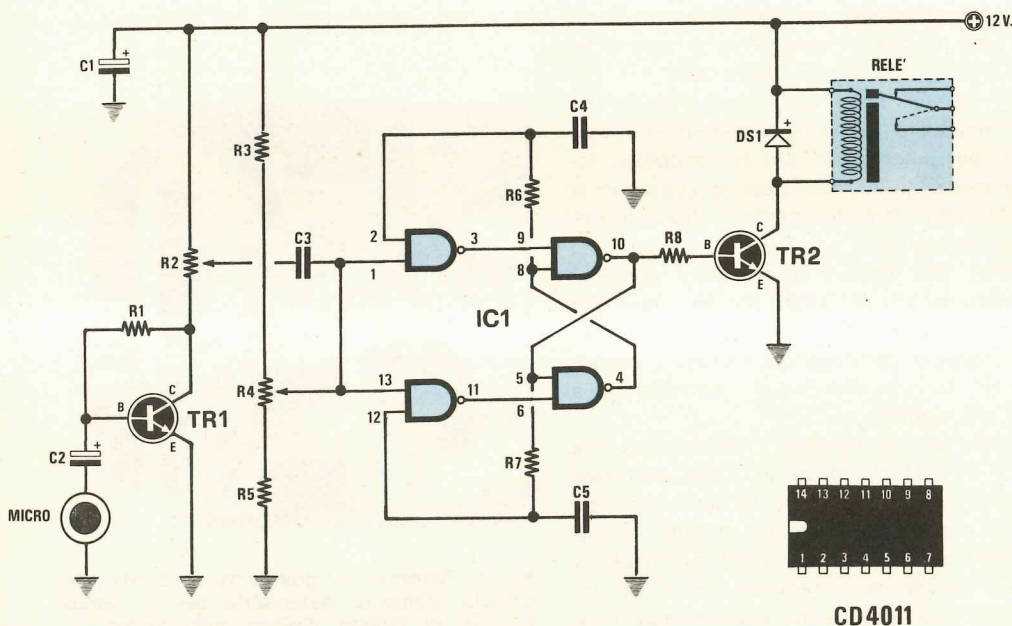 12 V.
C1
RELE'
C4
R3
DS1
R6
C3
2
3
9
10
R8
B
C
E
TR2
R2
1
8
R1
IC1
5
4
13
11
6
R4
12
C
B
TR1
E
R7
C2
C5
R5
MICRO
14 13 12 11 10 9 8
1 2 3 4 5 6 7
CD4011